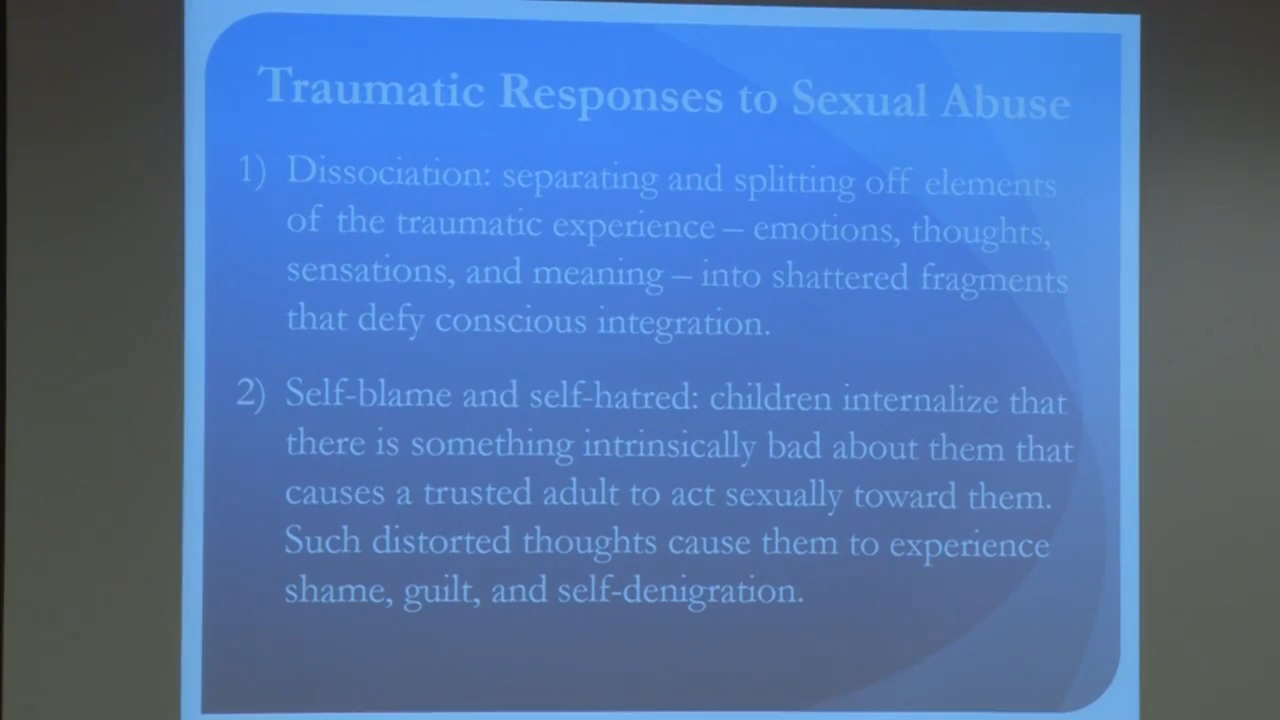 Traumatic Responses to Sexual Abuse
1) Dissociation: separating and splitting off elements
of the traumatic experience – emotions, thoughts,
sensations, and meaning – into shattered fragments
that defy conscious integration.
2) Self-blame and self-hatred: children internalize that
there is something intrinsically bad about them that
causes a trusted adult to act sexually toward them.
Such distorted thoughts cause them to experience
shame, guilt, and self-denigration.